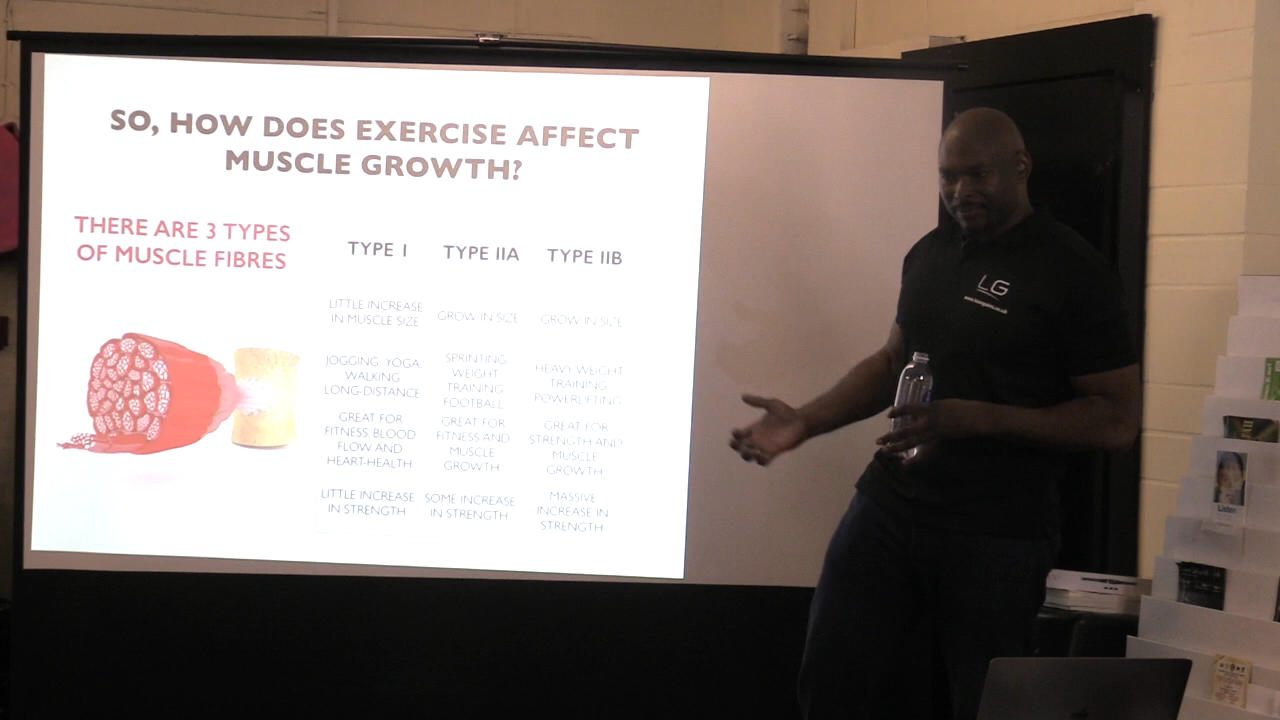 SO, HOW DOES EXERCISE AFFECT
MUSCLE GROWTH?
THERE ARE 3 TYPES
OF MUSCLE FIBRES
TYPE I
LITTLE INCREASE
IN MUSCLE SIZE
JOGGING, YOGA,
WALKING,
LONG-DISTANCE
GREAT FOR
FITNESS, BLOOD
FLOW AND
HEART-HEALTH
LITTLE INCREASE
IN STRENGTH
TYPE IIA
GROW IN SIZE
SPRINTING,
WEIGHT
TRAINING,
FOOTBALL
GREAT FOR
FITNESS AND
MUSCLE
GROWTH
SOME INCREASE
IN STRENGTH
TYPE IIB
GROW IN SIZE
HEAVY WEIGHT
TRAINING,
POWERLIFTING
GREAT FOR
STRENGTH AND
MUSCLE
GROWTH
MASSIVE
INCREASE IN
STRENGTH
LG
Listen